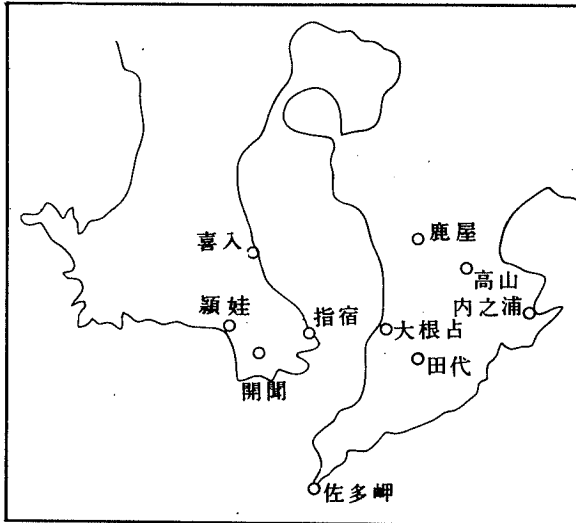 喜入
鹿屋
高山
内之浦
頴娃
指宿
大根占
田代
開聞
佐多岬